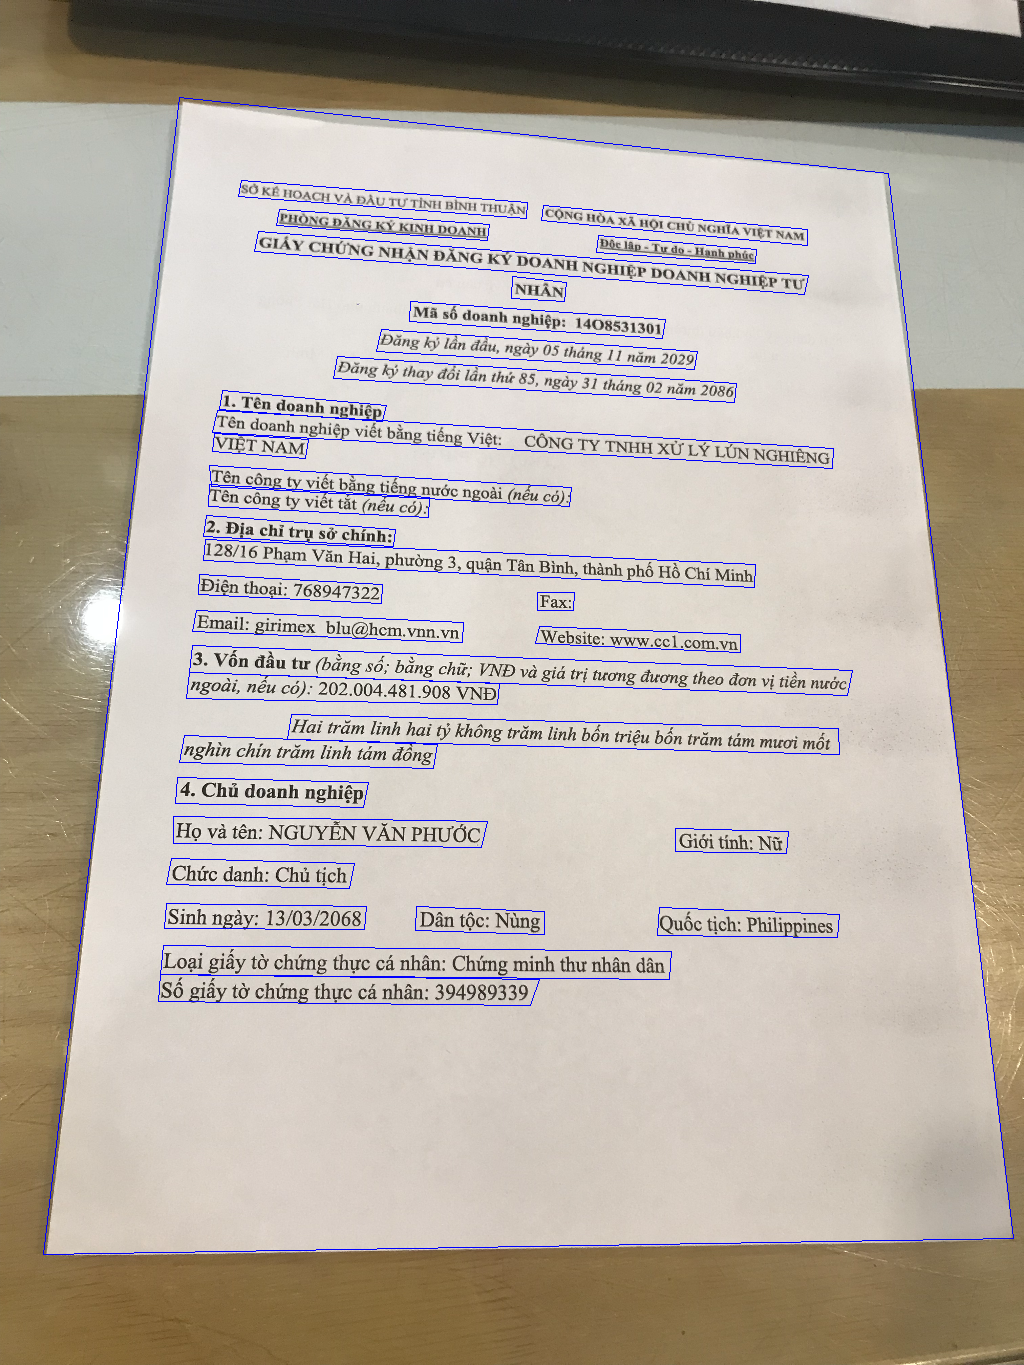 SỞ KẾ HOẠCH VÀ ĐẦU TƯ TỈNH BÌNH THUẬN
CỘNG HÒA XÃ HỘI CHỦ NGHĨA VIỆT NAM
PHÒNG ĐĂNG KÝ KINH DOANH
Độc lập - Tự do - Hạnh phúc
GIẤY CHỨNG NHẬN ĐĂNG KÝ DOANH NGHIỆP DOANH NGHIỆP TƯ
NHÂN
Mã số doanh nghiệp: 14O8531301
Đăng ký lần đầu, ngày 05 tháng 11 năm 2029
Đăng ký thay đổi lần thứ 85, ngày 31 tháng 02 năm 2086
1. Tên doanh nghiệp
Tên doanh nghiệp viết bằng tiếng Việt: CÔNG TY TNHH XỬ LÝ LÚN NGHIÊNG
VIỆT NAM
Tên công ty viết bằng tiếng nước ngoài (nếu có):
Tên công ty viết tắt (nếu có):
2. Địa chỉ trụ sở chính:
128/16 Phạm Văn Hai, phường 3, quận Tân Bình, thành phố Hồ Chí Minh
Điện thoại: 768947322
Fax:
Email: girimex_blu@hcm.vnn.vn
Website: www.cc1.com.vn
3. Vốn đầu tư (bằng số; bằng chữ; VNĐ và giá trị tương đương theo đơn vị tiền nước
ngoài, nếu có): 202.004.481.908 VNĐ
Hai trăm linh hai tỷ không trăm linh bốn triệu bốn trăm tám mươi mốt
nghìn chín trăm linh tám đồng
4. Chủ doanh nghiệp
Họ và tên: NGUYỄN VĂN PHƯỚC
Giới tính: Nữ
Chức danh: Chủ tịch
Sinh ngày: 13/03/2068
Dân tộc: Nùng
Quốc tịch: Philippines
Loại giấy tờ chứng thực cá nhân: Chứng minh thư nhân dân
Số giấy tờ chứng thực cá nhân: 394989339